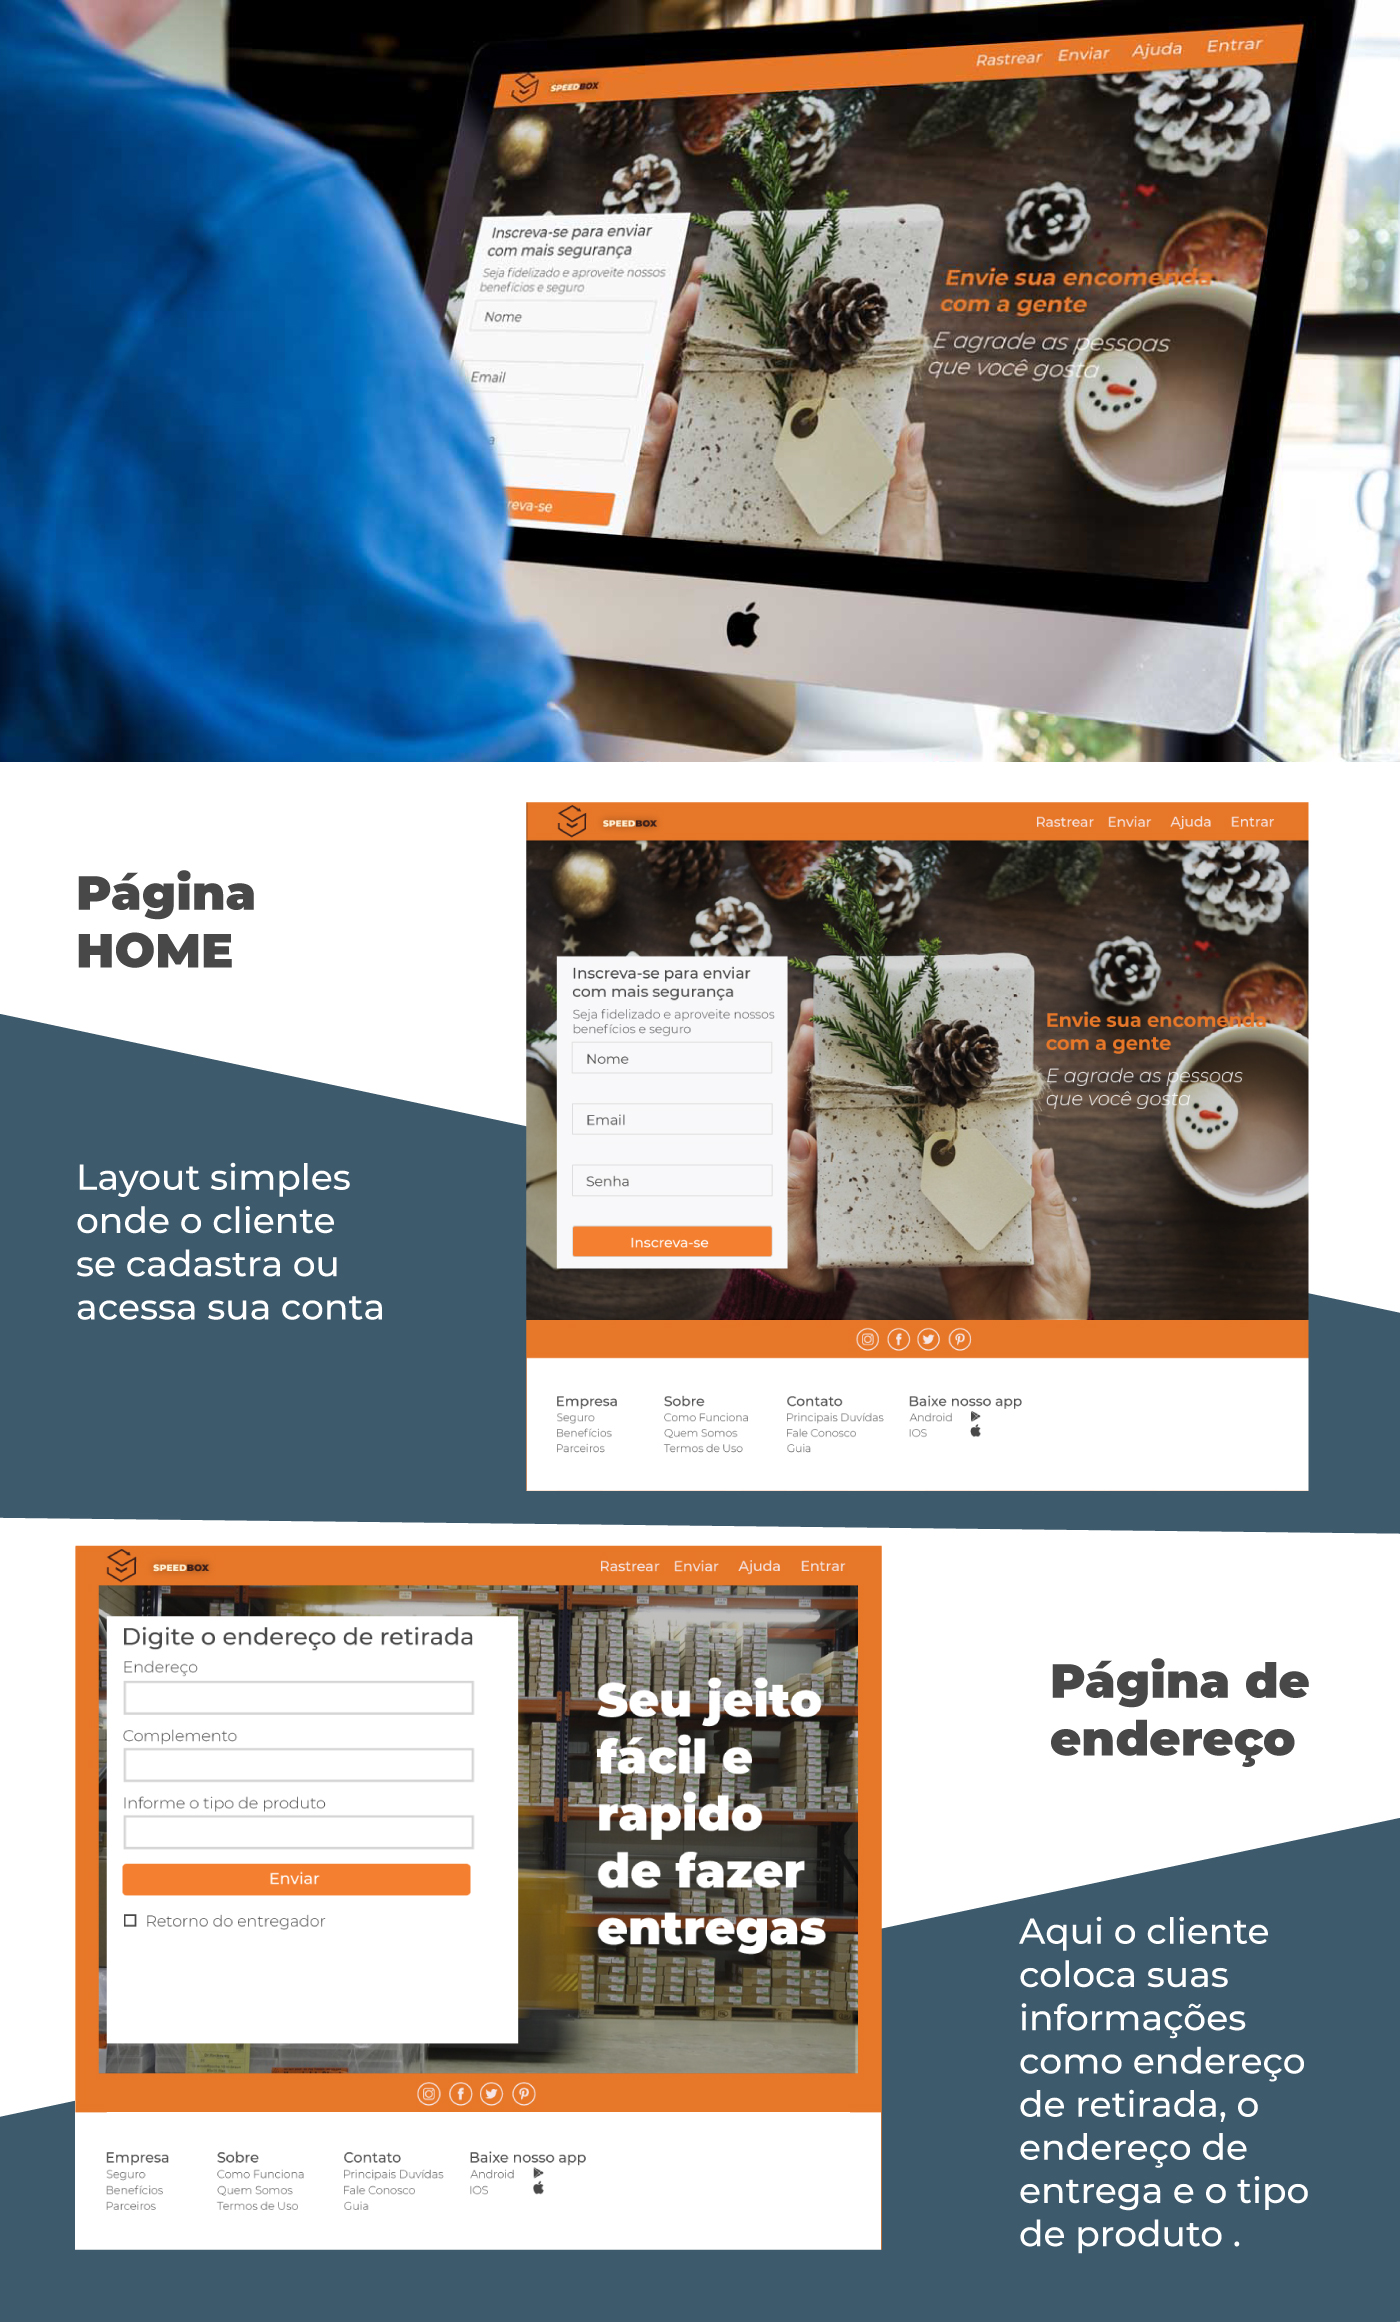 SPEEDBOX
Rastrear Enviar Ajuda Entrar
Inscreva-se para enviar
com mais segurança
Seja fidelizado e aproveite nossos
benefícios e seguro
Nome
Email
a
reva-se
Envie sua encomenda
com a gente
E agrade as pessoas
que você gosta
Página
HOME
Layout simples
onde o cliente
se cadastra ou
acessa sua conta
SPEEDBOX
Rastrear Enviar Ajuda Entrar
Inscreva-se para enviar
com mais segurança
Seja fidelizado e aproveite nossos
benefícios e seguro
Nome
Email
Senha
Inscreva-se
Envie sua encomenda
com a gente
E agrade as pessoas
que você gosta
Empresa
Seguro
Benefícios
Parceiros
Sobre
Como Funciona
Quem Somos
Termos de Uso
Contato
Principais Duvídas
Fale Conosco
Guia
Baixe nosso app
Android
IOS
SPEEDBOX
Rastrear Enviar Ajuda Entrar
Digite o endereço de retirada
Endereço
Complemento
Informe o tipo de produto
Enviar
Retorno do entregador
Seu jeito
fácil e
rapido
de fazer
entregas
Empresa
Seguro
Benefícios
Parceiros
Sobre
Como Funciona
Quem Somos
Termos de Uso
Contato
Principais Duvídas
Fale Conosco
Guia
Baixe nosso app
Android
IOS
Página de
endereço
Aqui o cliente
coloca suas
informações
como endereço
de retirada, o
endereço de
entrega e o tipo
de produto .